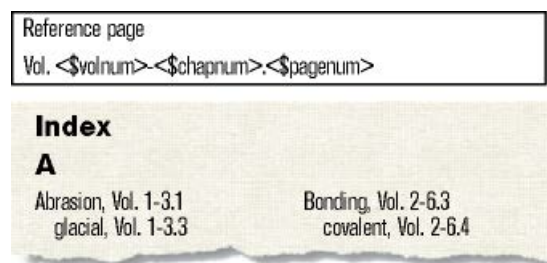 Reference page
Vol. <$volnum>-<$chapnum>.<$pagenum>
Index
A
Abrasion, Vol. 1-3.1
glacial, Vol. 1-3.3
Bonding, Vol. 2-6.3
covalent, Vol. 2-6.4